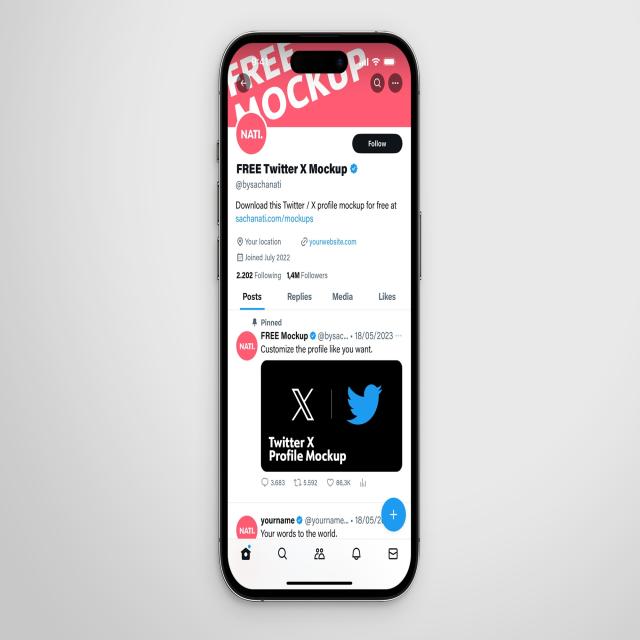 FREE
MOCKUP
NATI.
Follow
FREE Twitter X Mockup
@bysachanati
Download this Twitter / X profile mockup for free at
sachanati.com/mockups
Your location yourwebsite.com
Joined July 2022
2.202 Following 1,4M Followers
Posts Replies Media Likes
Pinned
FREE Mockup @bysac... • 18/05/2023
NATI.
Customize the profile like you want.
X
Twitter X
Profile Mockup
3.683 5.592 86,3K
yourname @yourname... • 18/05/2
NATI.
Your words to the world.